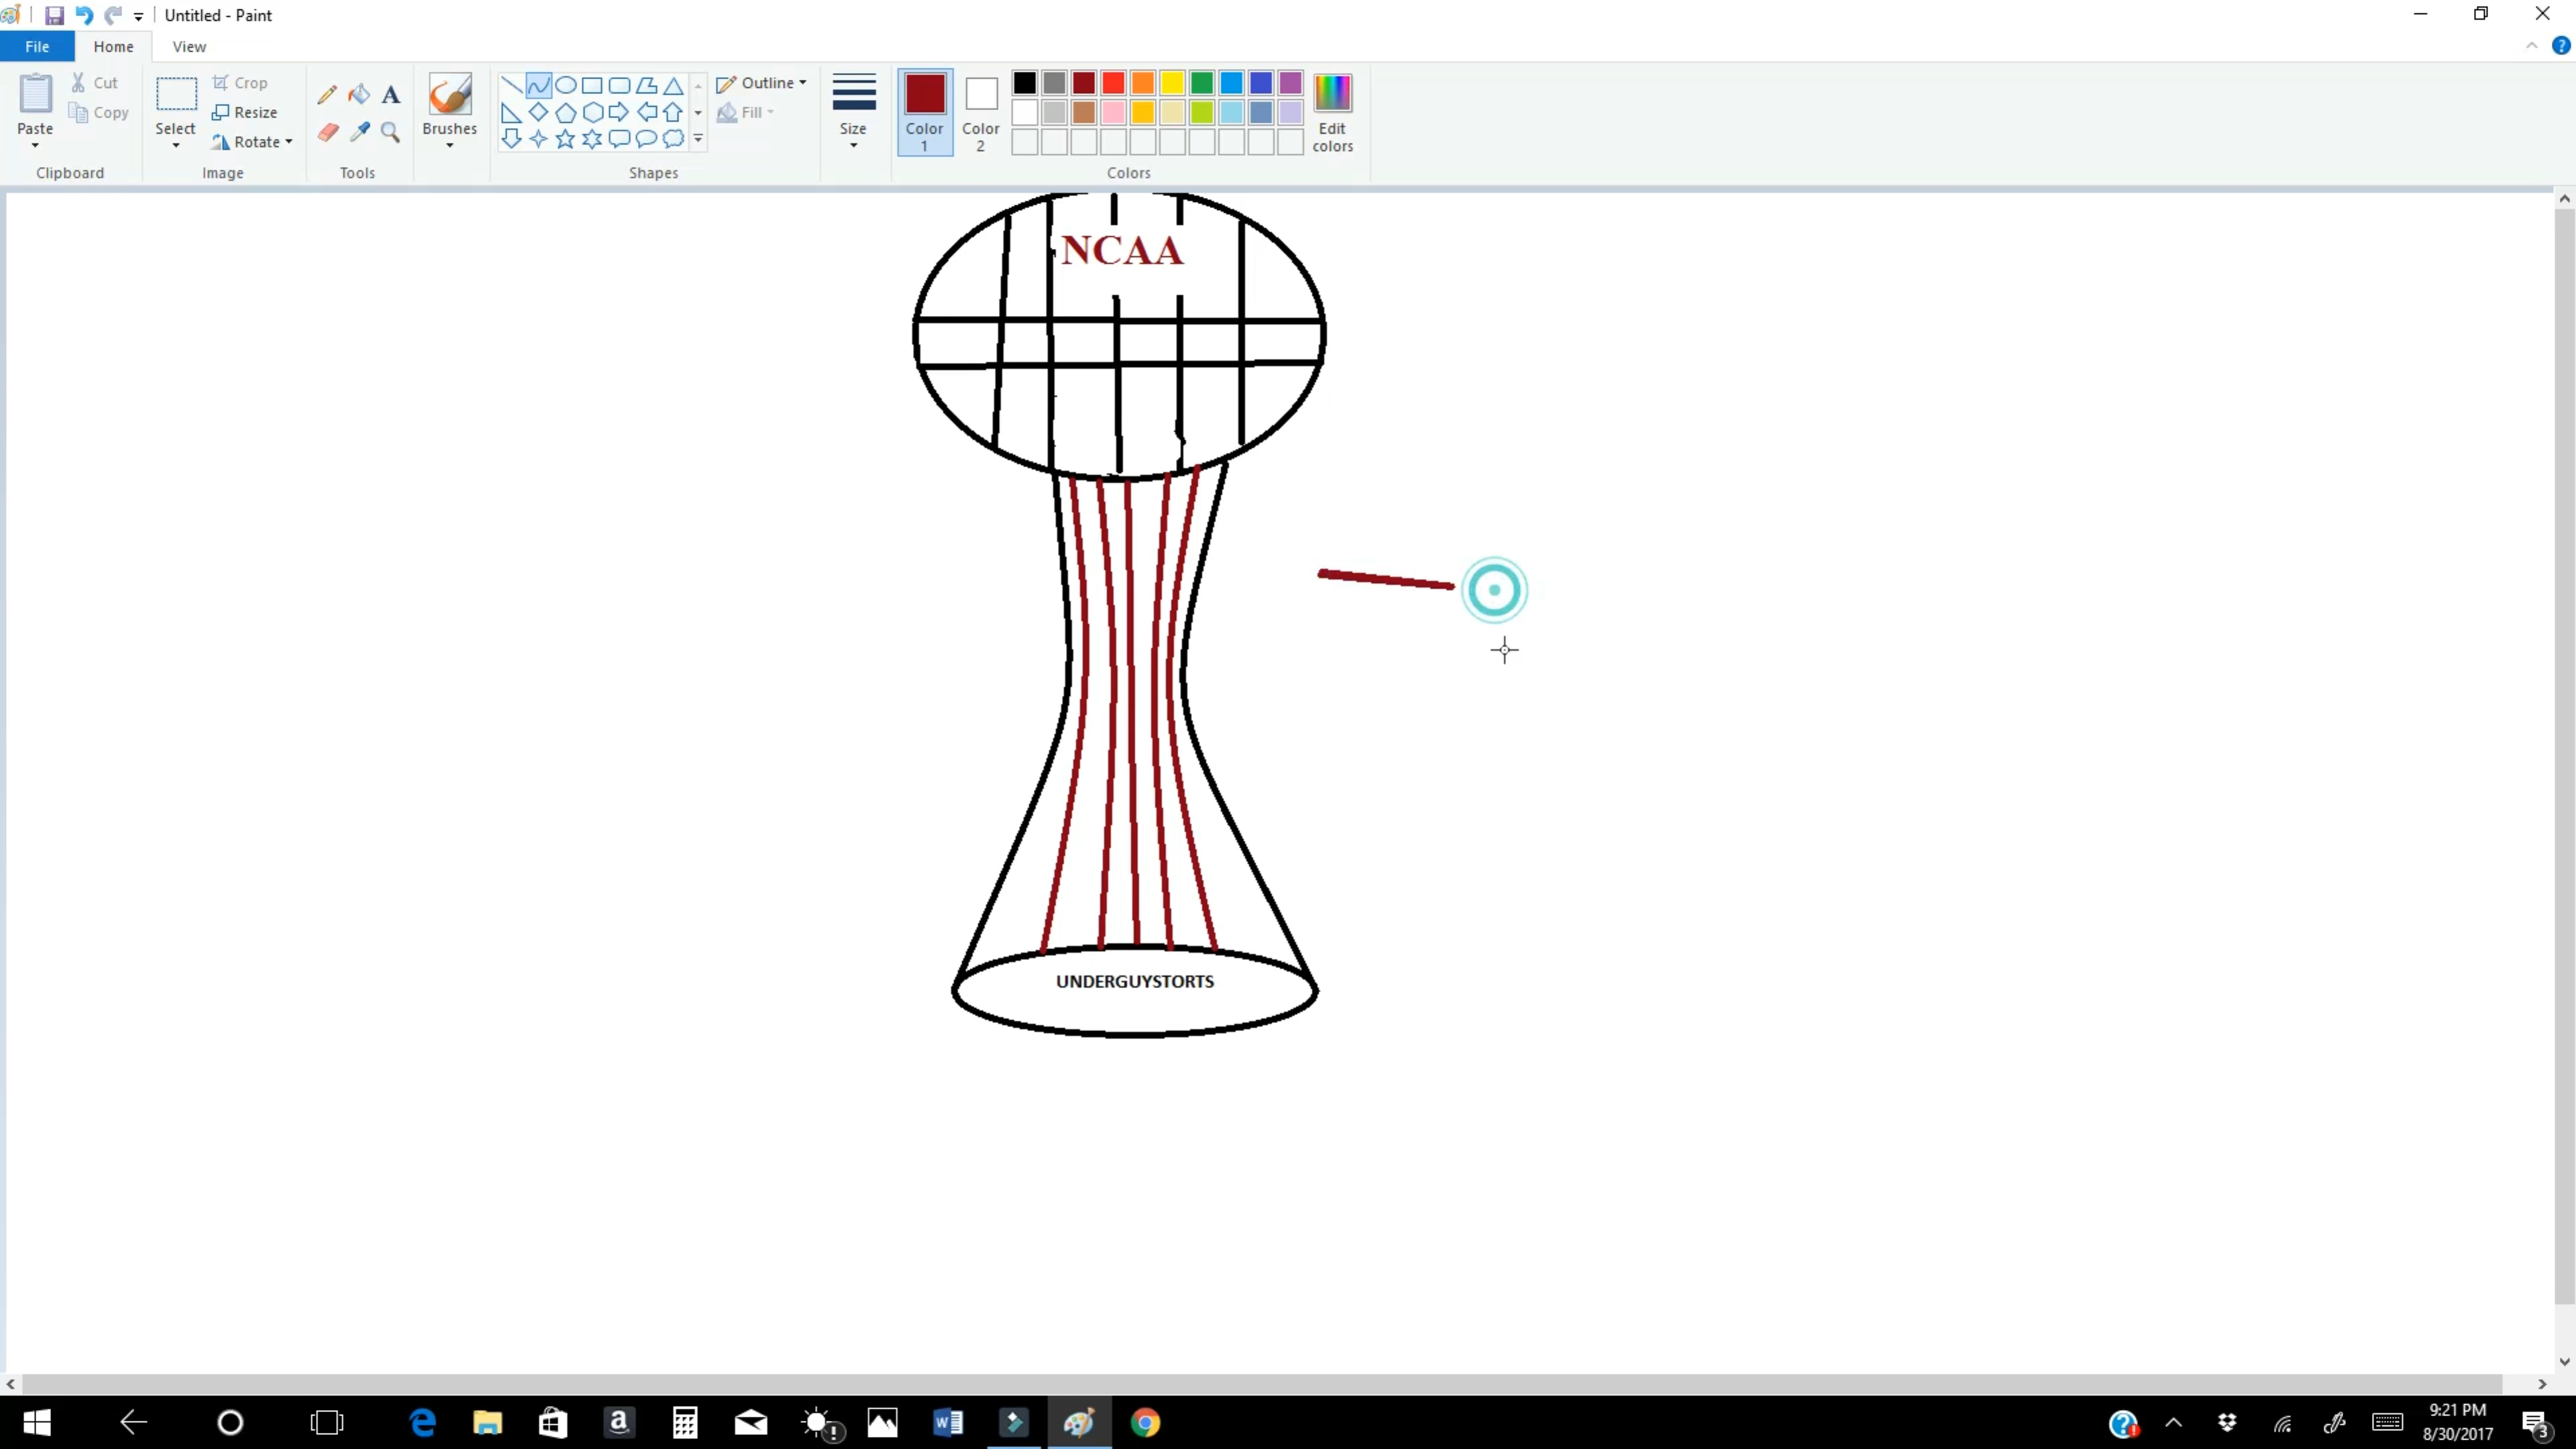 Untitled - Paint
File Home View
Paste Cut Copy Select Crop Resize Rotate Brushes Outline Fill Size Color 1 Color 2 Edit colors
Clipboard Image Tools Shapes Colors
NCAA
UNDERGUYSTORTS
9:21 PM
8/30/2017
3